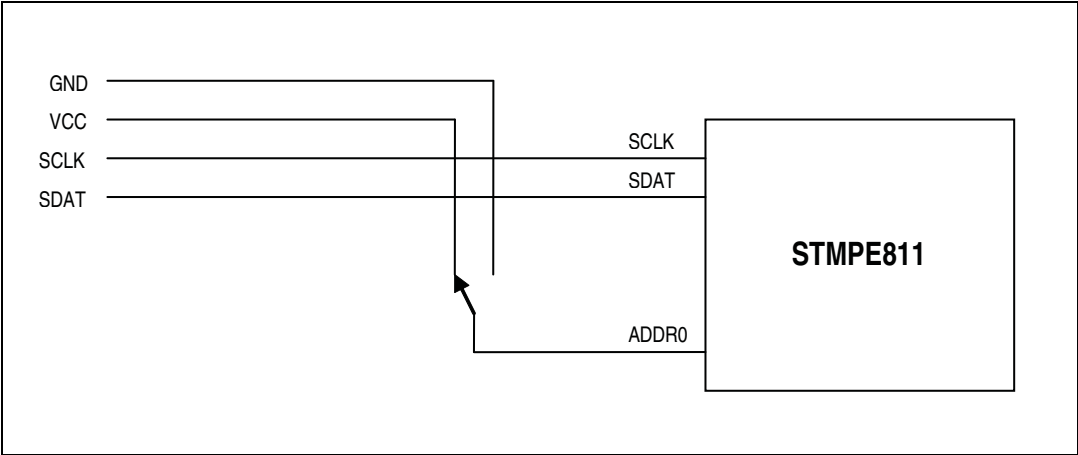 GND
VCC
SCLK
SDAT
SCLK
SDAT
STMPE811
ADDR0